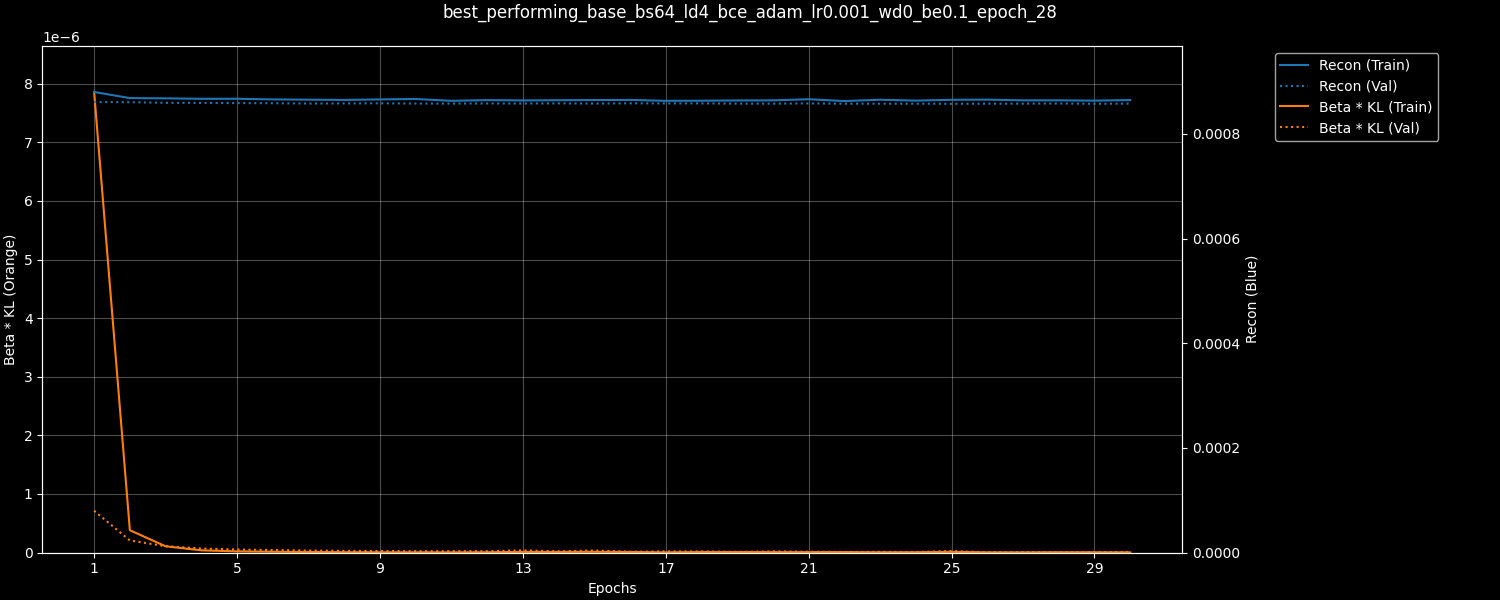 best_performing_base_bs64_ld4_bce_adam_lr0.001_wd0_be0.1_epoch_28
1e−6
8
7
6
5
4
3
2
1
0
Beta * KL (Orange)
1 5 9 13 17 21 25 29
Epochs
0.0008
0.0006
0.0004
0.0002
0.0000
Recon (Blue)
Recon (Train)
Recon (Val)
Beta * KL (Train)
Beta * KL (Val)